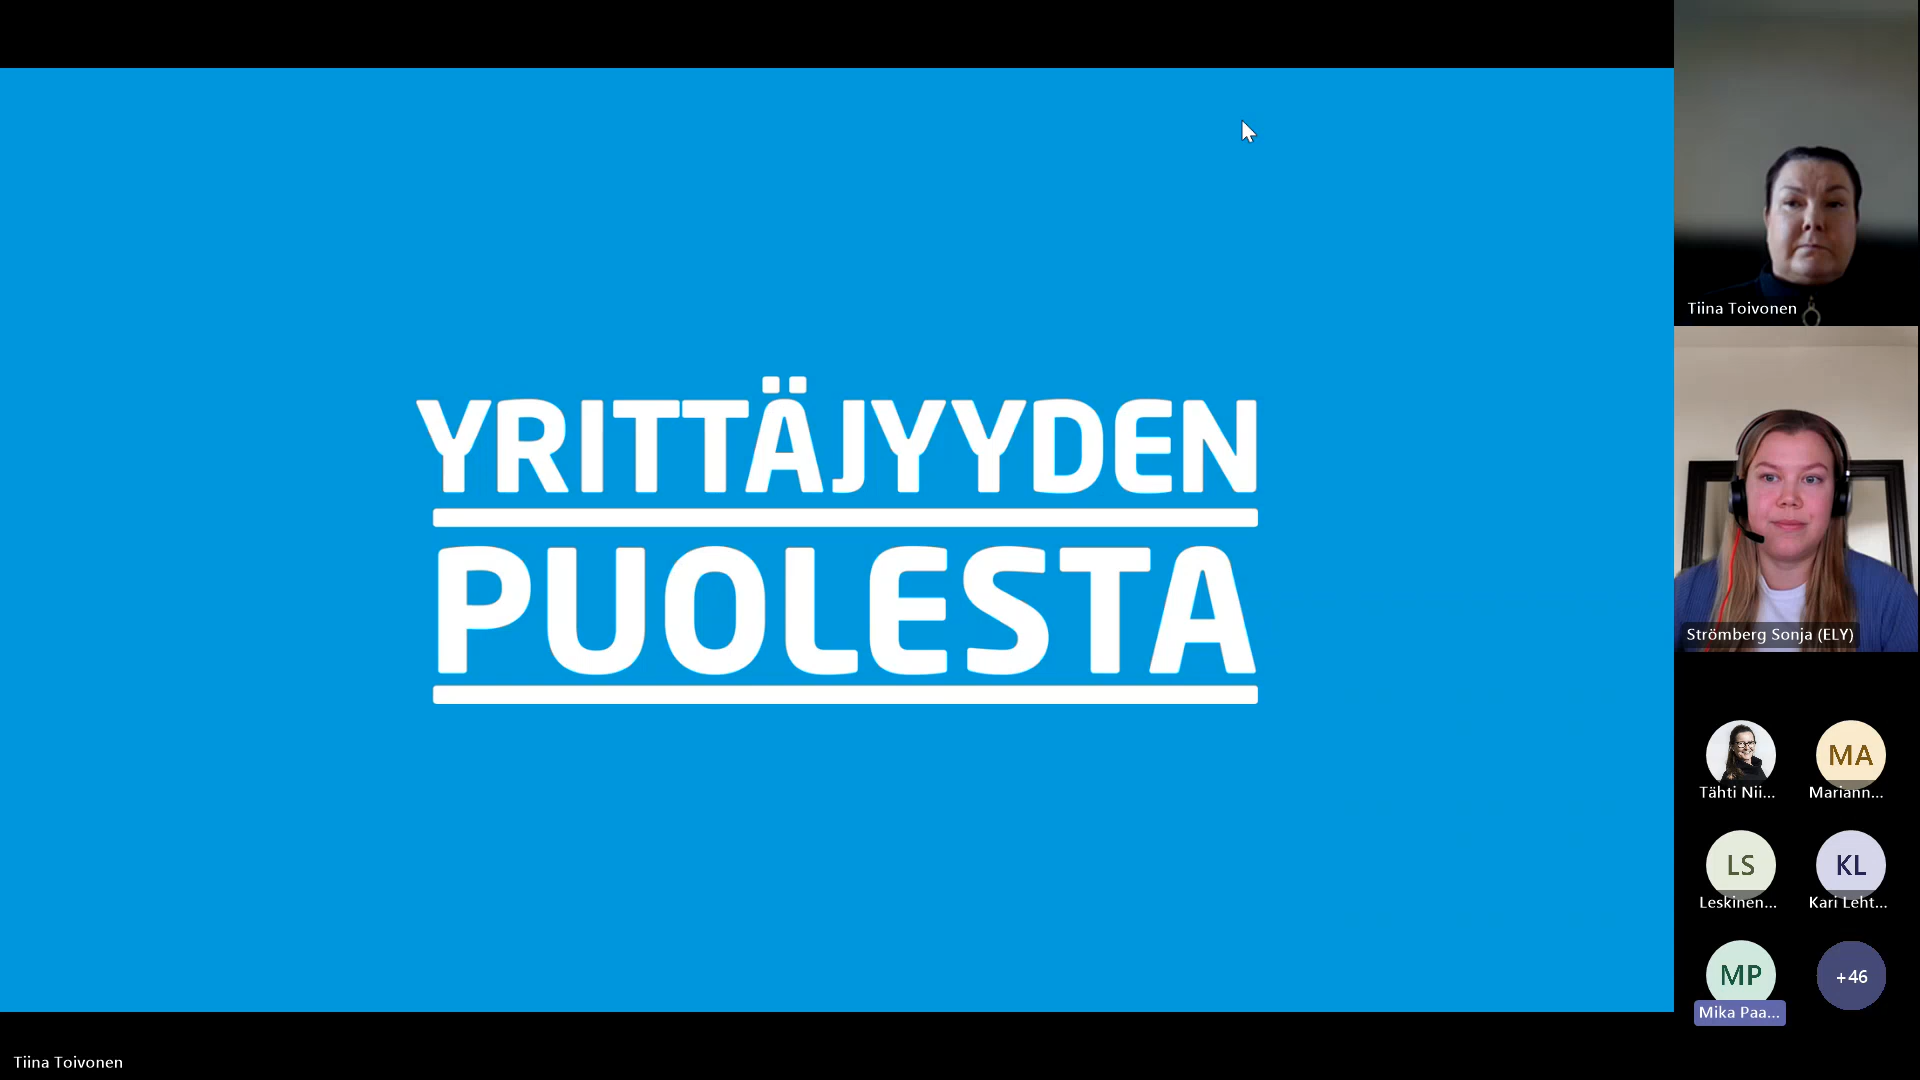 YRITTÄJYYDEN
PUOLESTA
Tiina Toivonen
Strömberg Sonja (ELY)
Tähti Nii...
MA
Mariann...
LS
Leskinen...
KL
Kari Leht...
MP
Mika Paa...
+46
Tiina Toivonen